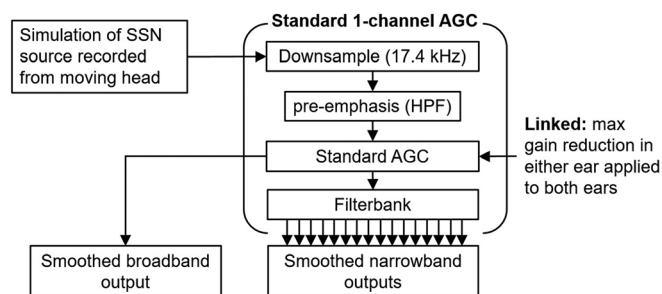 Standard 1-channel AGC
Simulation of SSN
source recorded
from moving head
Downsample (17.4 kHz)
pre-emphasis (HPF)
Standard AGC
Linked: max
gain reduction in
either ear applied
to both ears
Filterbank
Smoothed broadband
output
Smoothed narrowband
outputs